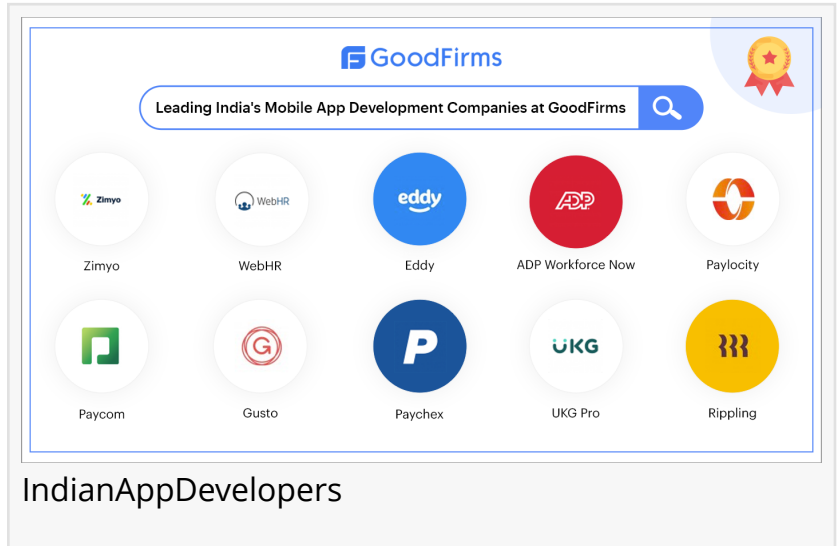 GoodFirms
Leading India's Mobile App Development Companies at GoodFirms
Zimyo
WebHR
eddy
ADP
Zimyo
WebHR
Eddy
ADP Workforce Now
Paylocity
G
P
UKG
Paycom
Gusto
Paychex
UKG Pro
Rippling
IndianAppDevelopers